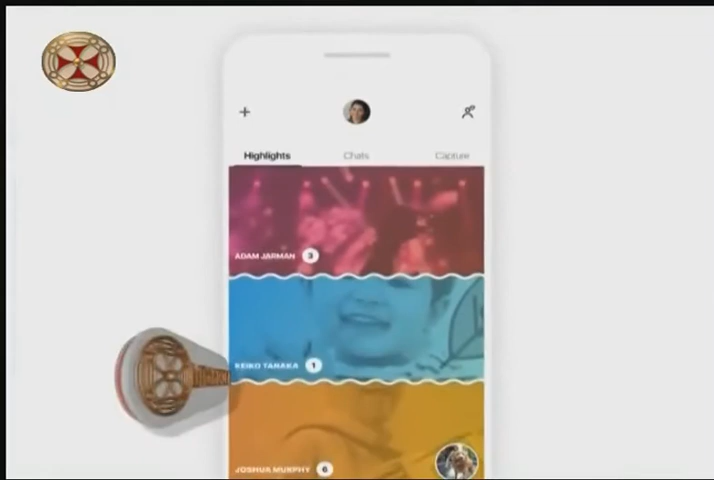 Highlights Chats Capture
ADAM JARMAN 3
KEIKO TANAKA 1
JOSHUA MURPHY 6